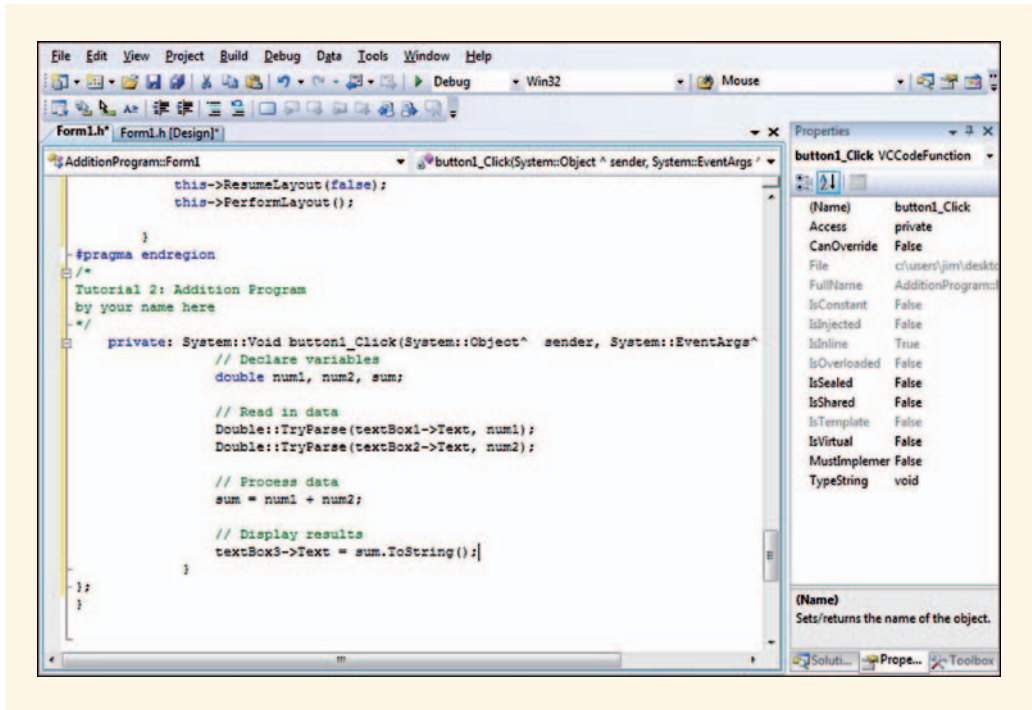 File Edit View Project Build Debug Data Tools Window Help
Debug Win32 Mouse
Form1.h* Form1.h [Design]*
AdditionProgram::Form1 button1_Click(System::Object ^ sender, System::EventArgs ^
this->ResumeLayout(false);
this->PerformLayout();
}
#pragma endregion
/*
Tutorial 2: Addition Program
by your name here
*/
private: System::Void button1_Click(System::Object^ sender, System::EventArgs^
// Declare variables
double num1, num2, sum;
// Read in data
Double::TryParse(textBox1->Text, num1);
Double::TryParse(textBox2->Text, num2);
// Process data
sum = num1 + num2;
// Display results
textBox3->Text = sum.ToString();
}
};
}
Properties
button1_Click VCCodeFunction
(Name) button1_Click
Access private
CanOverride False
File c:\users\jim\deskto
FullName AdditionProgram::
IsConstant False
IsInjected False
IsInline True
IsOverloaded False
IsSealed False
IsShared False
IsTemplate False
IsVirtual False
MustImplemer False
TypeString void
(Name)
Sets/returns the name of the object.
Soluti... Prope... Toolbox